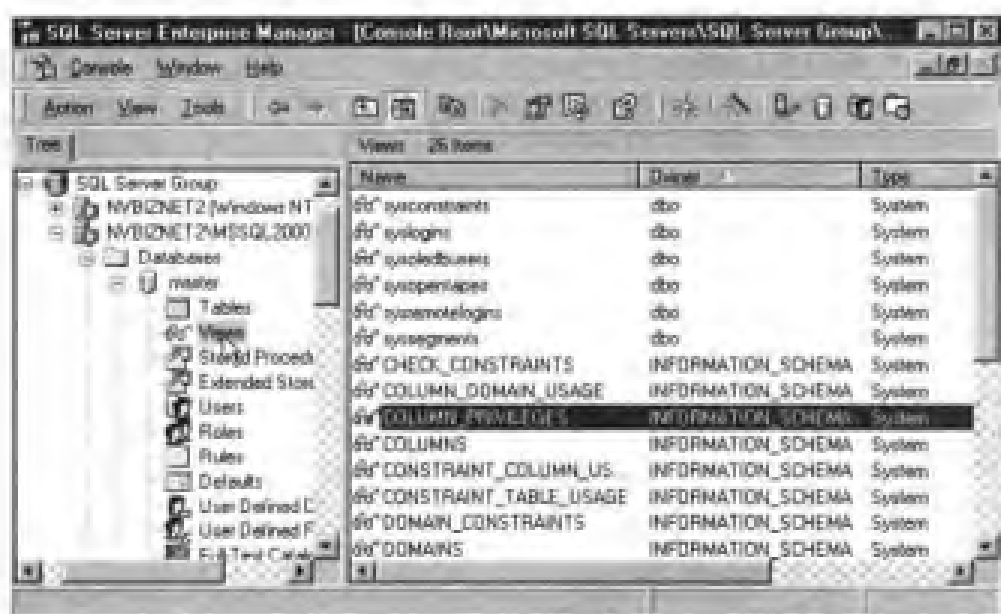 SQL Server Enterprise Manager - [Console Root\Microsoft SQL Servers\SQL Server Group\...
Console Window Help
Action View Tools
Tree
Views 26 Items
SQL Server Group
NVBIZNET2 (Windows NT
NVBIZNET2\MSSQL2000
Databases
master
Tables
Views
Stored Proced
Extended Store
Users
Roles
Rules
Defaults
User Defined D
User Defined F
Full-Text Catalo
Name Owner Type
sysconstraints dbo System
syslogins dbo System
sysoledbusers dbo System
sysopentapes dbo System
sysremotelogins dbo System
syssegments dbo System
CHECK_CONSTRAINTS INFORMATION_SCHEMA System
COLUMN_DOMAIN_USAGE INFORMATION_SCHEMA System
COLUMN_PRIVILEGES INFORMATION_SCHEMA System
COLUMNS INFORMATION_SCHEMA System
CONSTRAINT_COLUMN_US... INFORMATION_SCHEMA System
CONSTRAINT_TABLE_USAGE INFORMATION_SCHEMA System
DOMAIN_CONSTRAINTS INFORMATION_SCHEMA System
DOMAINS INFORMATION_SCHEMA System